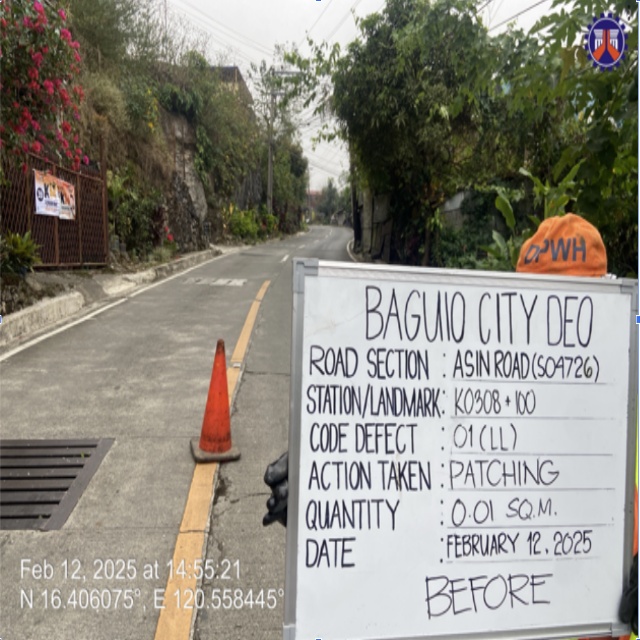 DPWH
BAGUIO CITY DEO
ROAD SECTION : ASIN ROAD (S04726)
STATION/LANDMARK: K0308 + 100
CODE DEFECT : 01 (LL)
ACTION TAKEN : PATCHING
QUANTITY : 0.01 SQ.M.
DATE : FEBRUARY 12, 2025
BEFORE
Feb 12, 2025 at 14:55:21
N 16.406075°, E 120.558445°